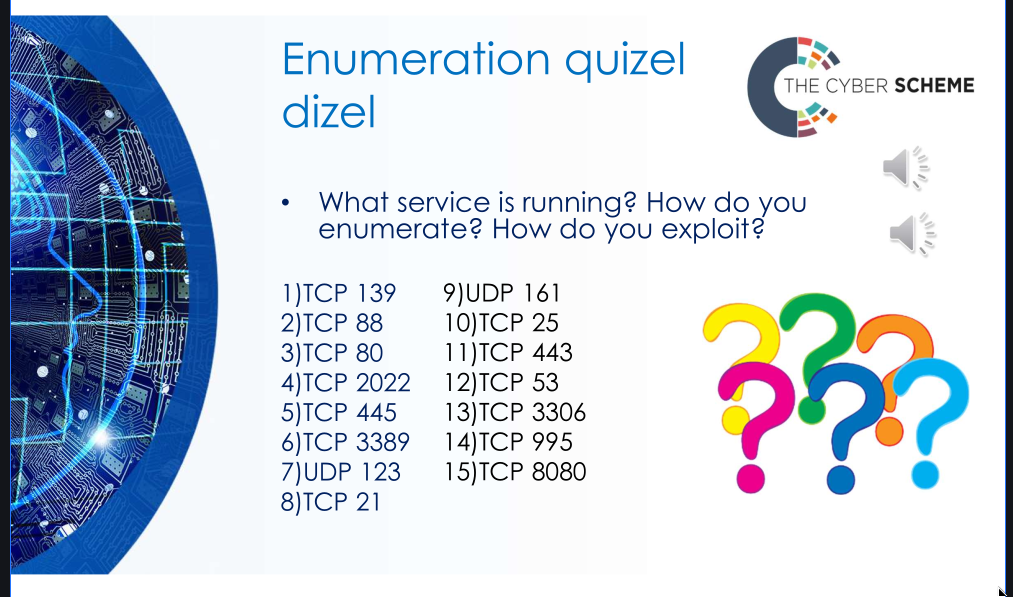 Enumeration quizel
dizel
THE CYBER SCHEME
• What service is running? How do you
enumerate? How do you exploit?
1)TCP 139
2)TCP 88
3)TCP 80
4)TCP 2022
5)TCP 445
6)TCP 3389
7)UDP 123
8)TCP 21
9)UDP 161
10)TCP 25
11)TCP 443
12)TCP 53
13)TCP 3306
14)TCP 995
15)TCP 8080